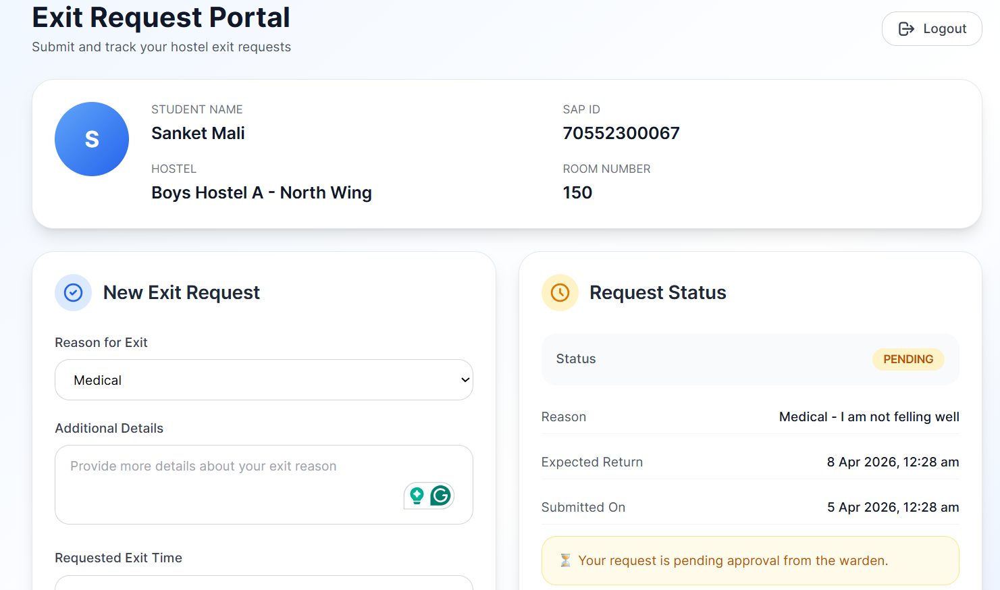 Exit Request Portal
Submit and track your hostel exit requests
Logout
S
STUDENT NAME
Sanket Mali
SAP ID
70552300067
HOSTEL
Boys Hostel A - North Wing
ROOM NUMBER
150
New Exit Request
Reason for Exit
Medical
Additional Details
Provide more details about your exit reason
Requested Exit Time
Request Status
Status
PENDING
Reason
Medical - I am not felling well
Expected Return
8 Apr 2026, 12:28 am
Submitted On
5 Apr 2026, 12:28 am
Your request is pending approval from the warden.